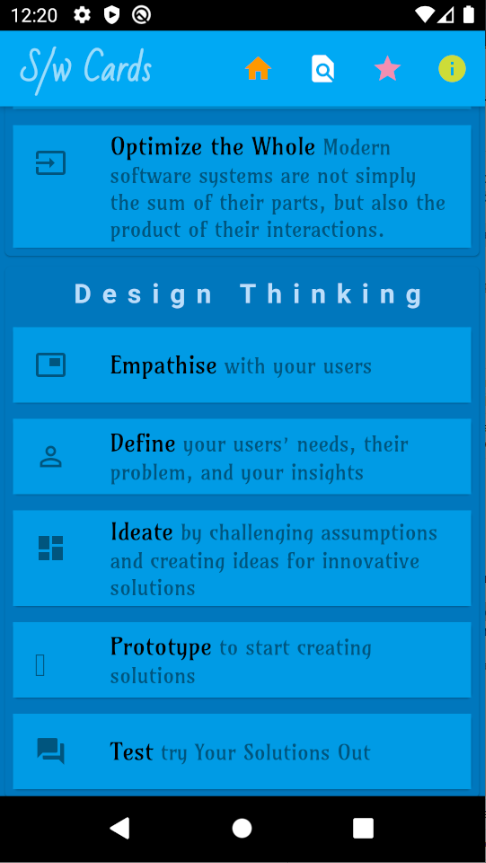 12:20
S/w Cards
Optimize the Whole Modern
software systems are not simply
the sum of their parts, but also the
product of their interactions.
Design Thinking
Empathise with your users
Define your users' needs, their
problem, and your insights
Ideate by challenging assumptions
and creating ideas for innovative
solutions
Prototype to start creating
solutions
Test try Your Solutions Out